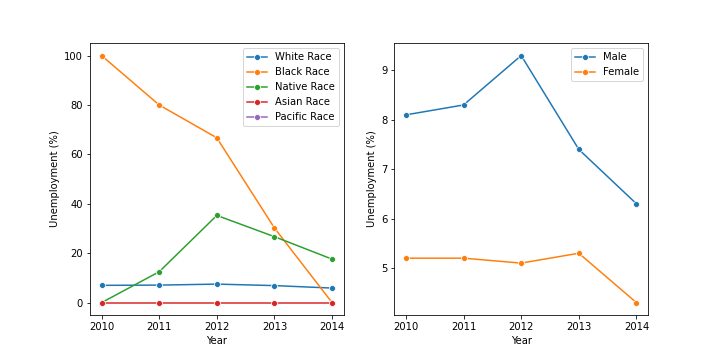 100
80
60
40
20
0
Unemployment (%)
2010 2011 2012 2013 2014
Year
White Race
Black Race
Native Race
Asian Race
Pacific Race
9
8
7
6
5
Unemployment (%)
2010 2011 2012 2013 2014
Year
Male
Female